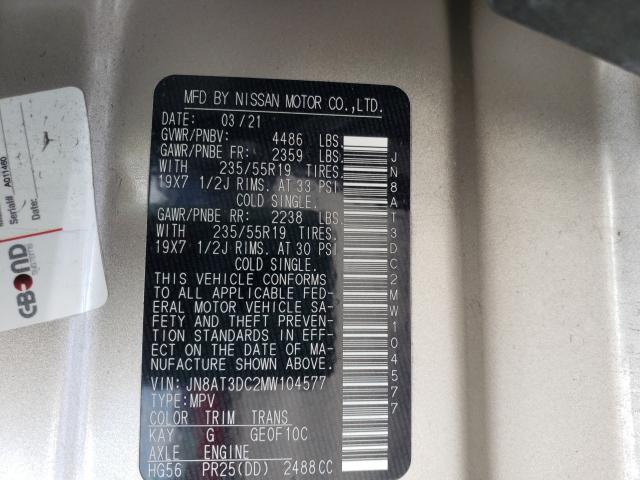 MFD BY NISSAN MOTOR CO.,LTD.
DATE: 03/21
GVWR/PNBV: 4486 LBS.
GAWR/PNBE FR: 2359 LBS.
WITH 235/55R19 TIRES.
19X7 1/2J RIMS. AT 33 PSI
COLD SINGLE.
GAWR/PNBE RR: 2238 LBS.
WITH 235/55R19 TIRES.
19X7 1/2J RIMS. AT 30 PSI
COLD SINGLE.
THIS VEHICLE CONFORMS
TO ALL APPLICABLE FED-
ERAL MOTOR VEHICLE SA-
FETY AND THEFT PREVEN-
TION STANDARDS IN EFF-
ECT ON THE DATE OF MA-
NUFACTURE SHOWN ABOVE.
VIN: JN8AT3DC2MW104577
TYPE:MPV
COLOR TRIM TRANS
KAY G GE0F10C
AXLE ENGINE
HG56 PR25(DD) 2488CC
JN8AT3DC2MW104577
Serial# A011460
Date:
G-BOND